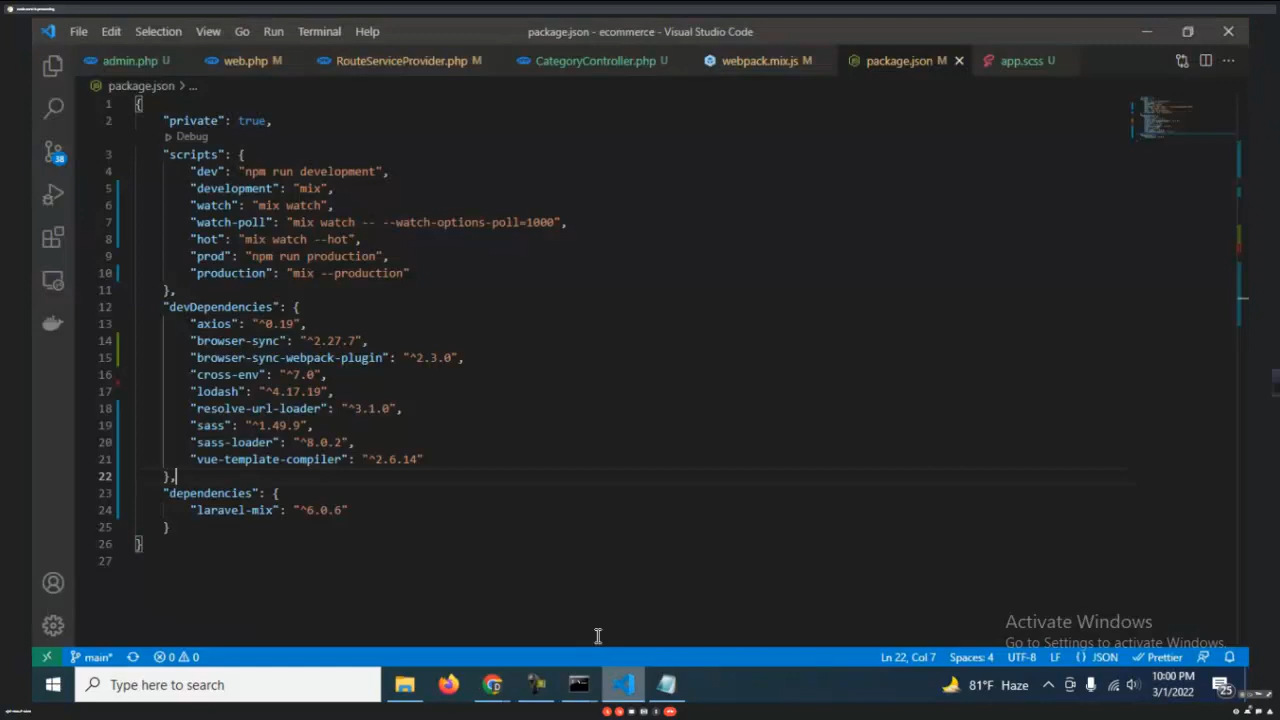 File Edit Selection View Go Run Terminal Help package.json - ecommerce - Visual Studio Code
admin.php U web.php M RouteServiceProvider.php M CategoryController.php U webpack.mix.js M package.json M app.scss U
package.json > ...
1 {
2 "private": true,
Debug
3 "scripts": {
4 "dev": "npm run development",
5 "development": "mix",
6 "watch": "mix watch",
7 "watch-poll": "mix watch -- --watch-options-poll=1000",
8 "hot": "mix watch --hot",
9 "prod": "npm run production",
10 "production": "mix --production"
11 },
12 "devDependencies": {
13 "axios": "^0.19",
14 "browser-sync": "^2.27.7",
15 "browser-sync-webpack-plugin": "^2.3.0",
16 "cross-env": "^7.0",
17 "lodash": "^4.17.19",
18 "resolve-url-loader": "^3.1.0",
19 "sass": "^1.49.9",
20 "sass-loader": "^8.0.2",
21 "vue-template-compiler": "^2.6.14"
22 },
23 "dependencies": {
24 "laravel-mix": "^6.0.6"
25 }
26 }
27
38
Activate Windows
Go to Settings to activate Windows.
main* 0 0 Ln 22, Col 7 Spaces: 4 UTF-8 LF {} JSON Prettier
Type here to search 81°F Haze 10:00 PM
3/1/2022 25